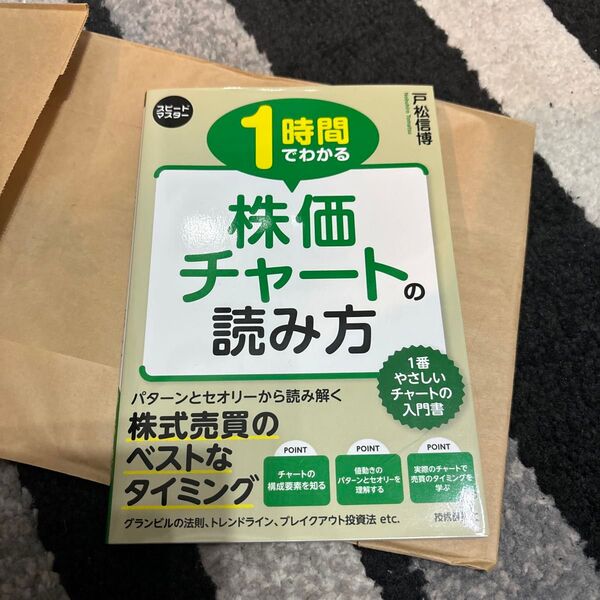 スピード
マスター
1時間
でわかる
戸松信博
Nobuhiro Tomatsu
株価
チャートの
読み方
1番
やさしい
チャートの
入門書
パターンとセオリーから読み解く
株式売買の
ベストな
タイミング
POINT
チャートの
構成要素を知る
POINT
値動きの
パターンとセオリーを
理解する
POINT
実際のチャートで
売買のタイミングを
学ぶ
グランビルの法則、トレンドライン、ブレイクアウト投資法 etc.